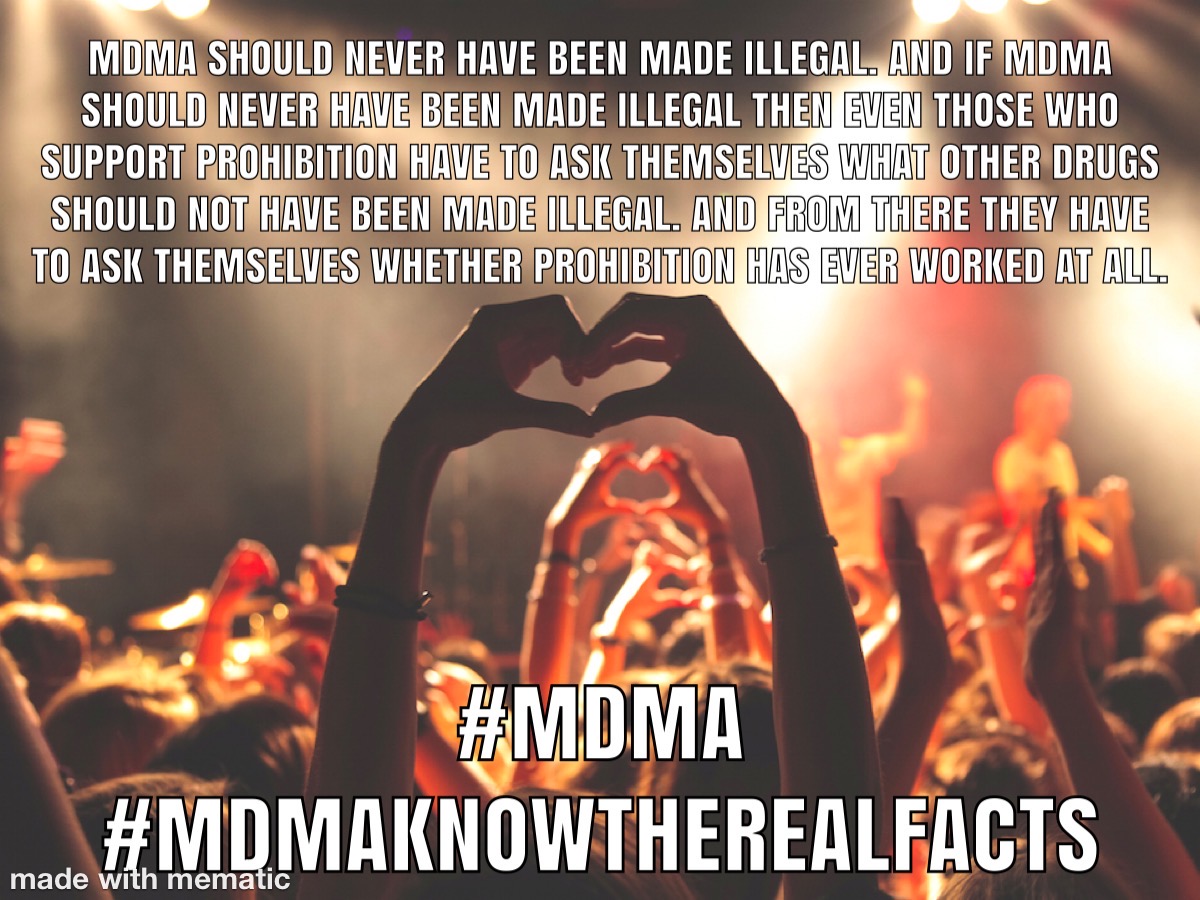 MDMA SHOULD NEVER HAVE BEEN MADE ILLEGAL. AND IF MDMA
SHOULD NEVER HAVE BEEN MADE ILLEGAL THEN EVEN THOSE WHO
SUPPORT PROHIBITION HAVE TO ASK THEMSELVES WHAT OTHER DRUGS
SHOULD NOT HAVE BEEN MADE ILLEGAL. AND FROM THERE THEY HAVE
TO ASK THEMSELVES WHETHER PROHIBITION HAS EVER WORKED AT ALL.
#MDMA
#MDMAKNOWTHEREALFACTS
made with mematic